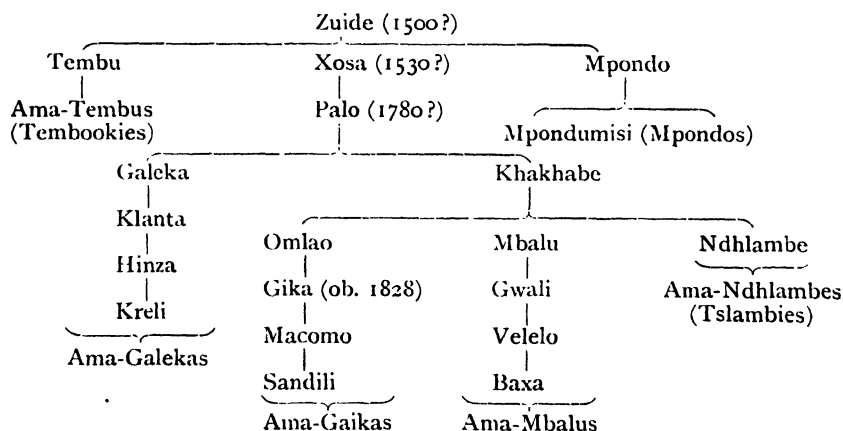 Zuide (1500?)
Tembu Xosa (1530?) Mpondo
Ama-Tembus Palo (1780?)
(Tembookies) Mpondumisi (Mpondos)
Galeka Khakhabe
Klanta
Omlao Mbalu Ndhlambe
Hinza
Gika (ob. 1828) Gwali Ama-Ndhlambes
Kreli (Tslambies)
Macomo Velelo
Ama-Galekas
Sandili Baxa
Ama-Gaikas Ama-Mbalus